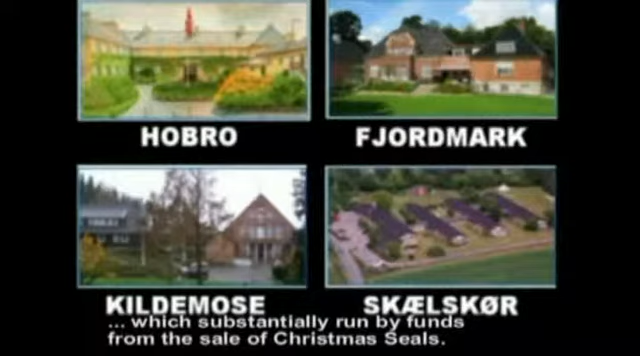 HOBRO
FJORDMARK
KILDEMOSE
SKÆLSKØR
... which substantially run by funds
from the sale of Christmas Seals.